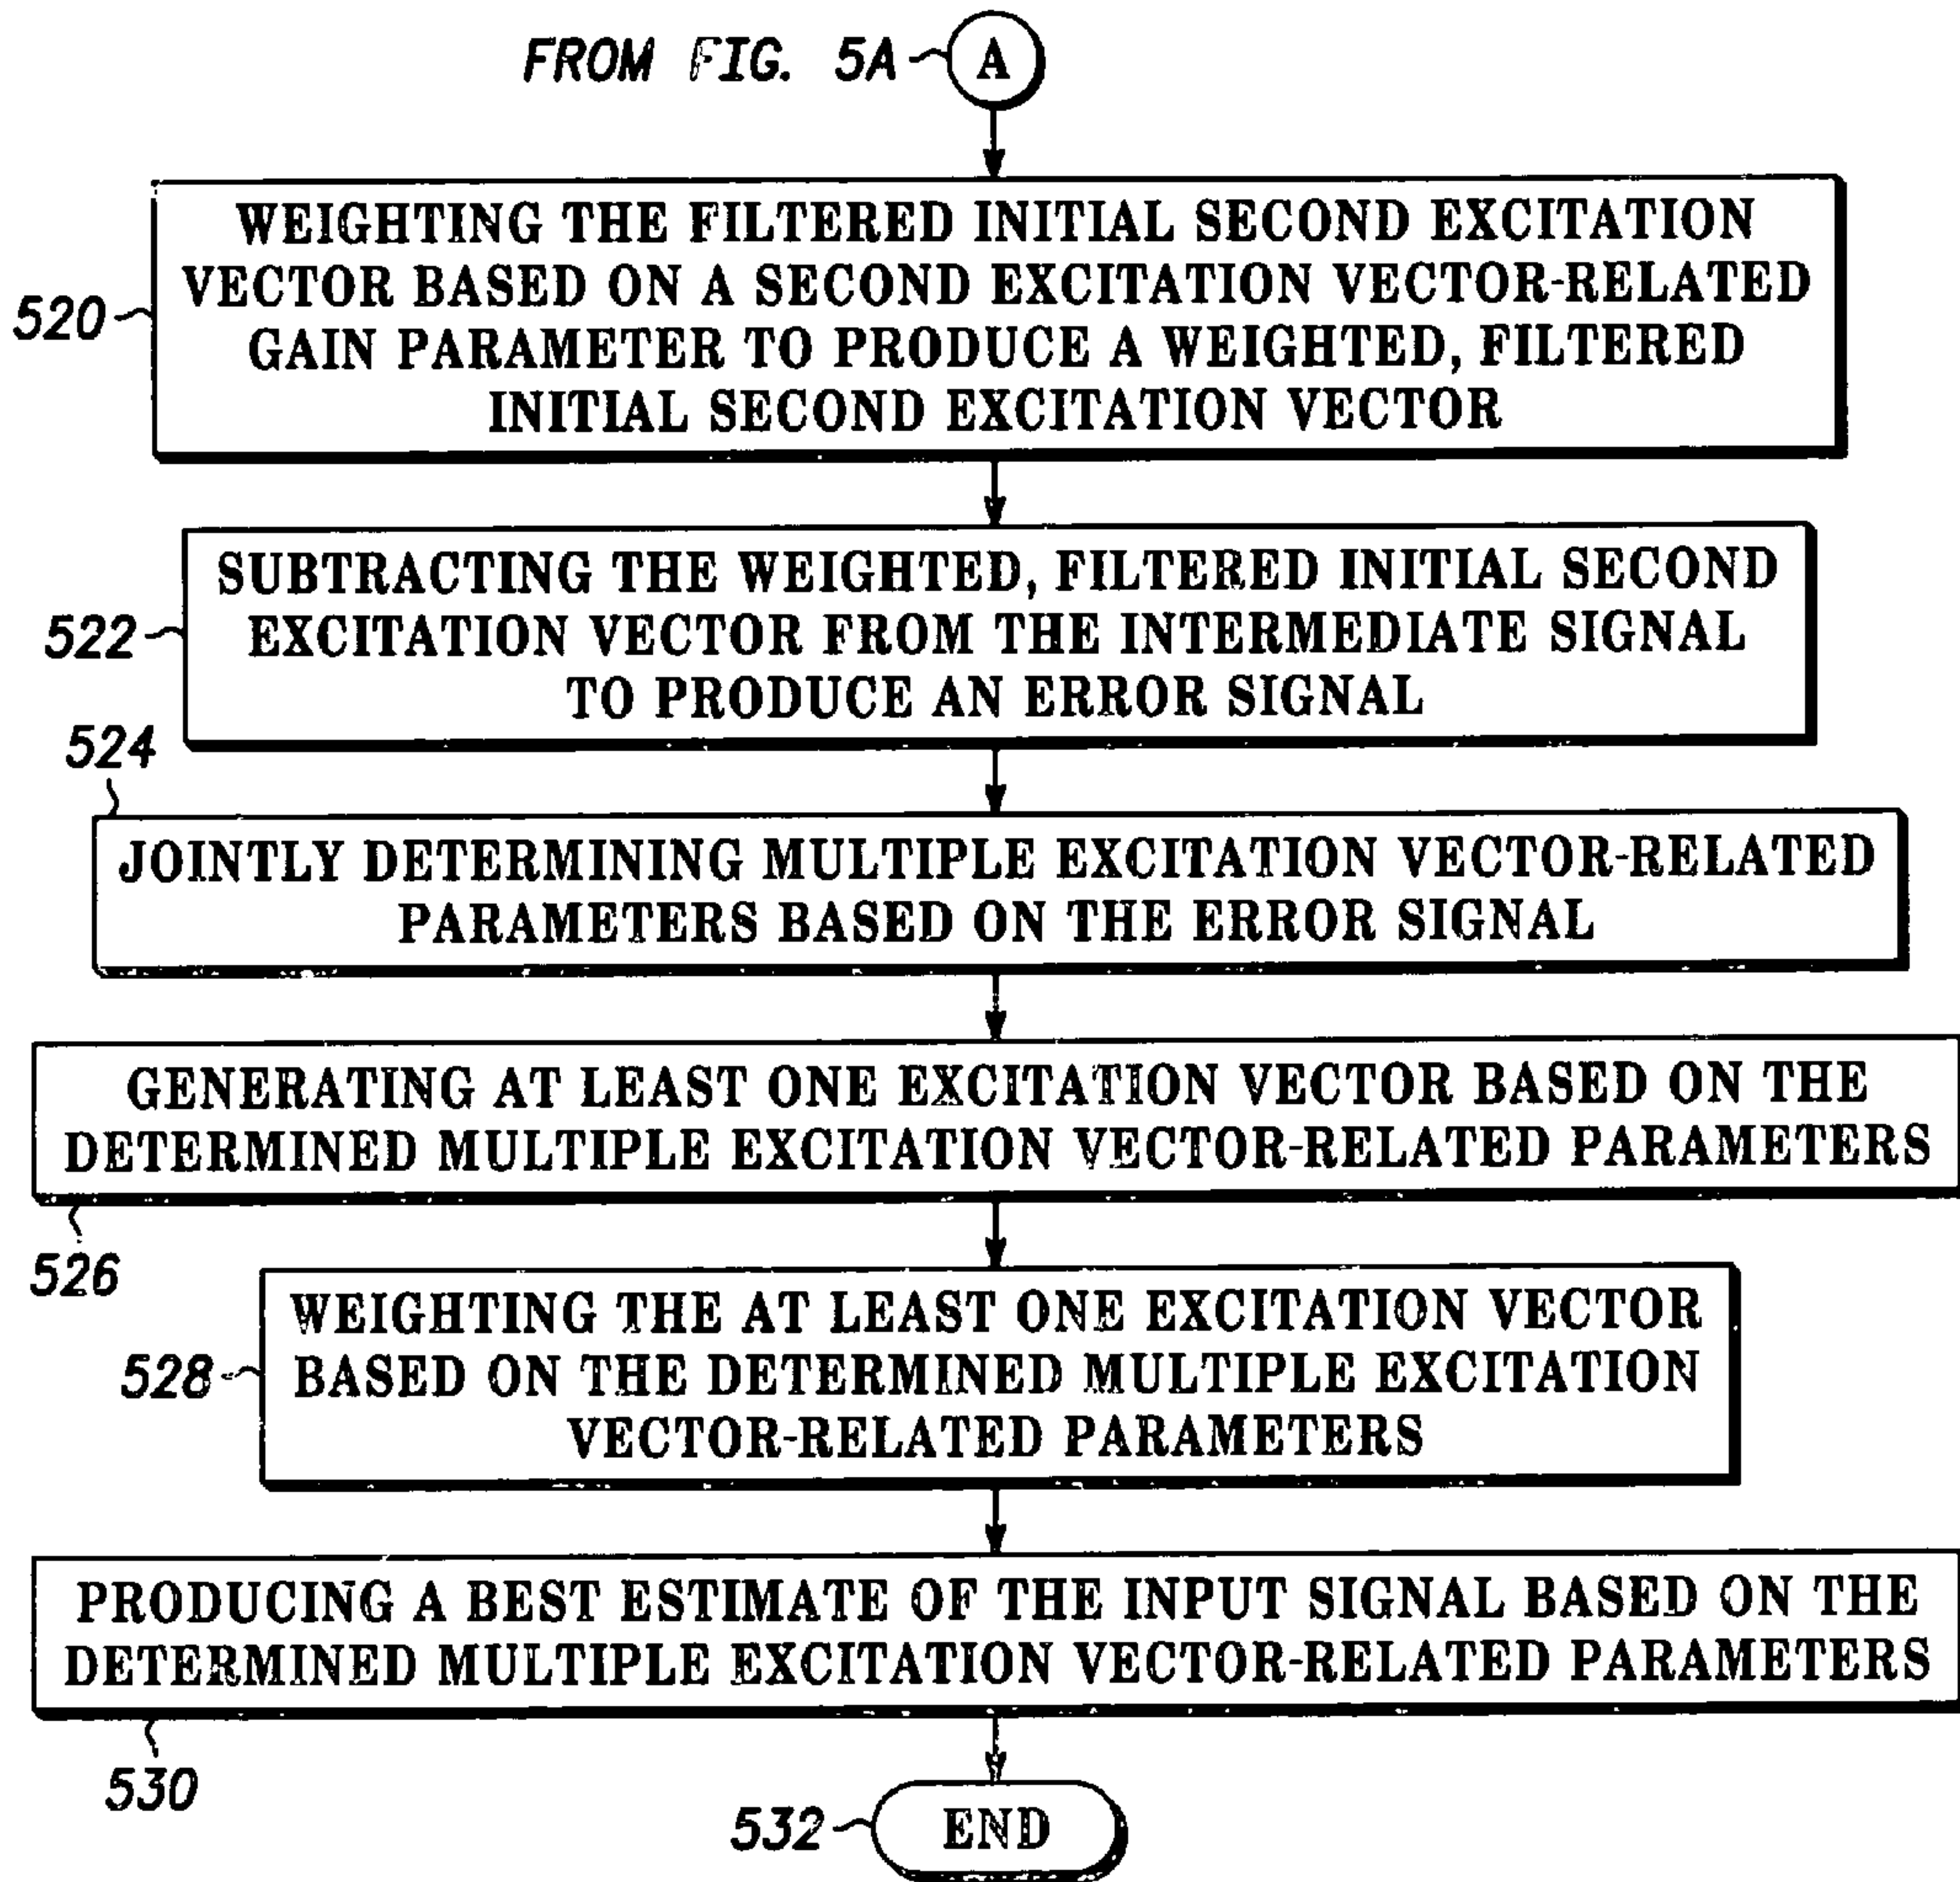 FROM FIG. 5A
A
WEIGHTING THE FILTERED INITIAL SECOND EXCITATION
VECTOR BASED ON A SECOND EXCITATION VECTOR-RELATED
GAIN PARAMETER TO PRODUCE A WEIGHTED, FILTERED
INITIAL SECOND EXCITATION VECTOR
520
SUBTRACTING THE WEIGHTED, FILTERED INITIAL SECOND
EXCITATION VECTOR FROM THE INTERMEDIATE SIGNAL
TO PRODUCE AN ERROR SIGNAL
522
524
JOINTLY DETERMINING MULTIPLE EXCITATION VECTOR-RELATED
PARAMETERS BASED ON THE ERROR SIGNAL
GENERATING AT LEAST ONE EXCITATION VECTOR BASED ON THE
DETERMINED MULTIPLE EXCITATION VECTOR-RELATED PARAMETERS
526
WEIGHTING THE AT LEAST ONE EXCITATION VECTOR
BASED ON THE DETERMINED MULTIPLE EXCITATION
VECTOR-RELATED PARAMETERS
528
PRODUCING A BEST ESTIMATE OF THE INPUT SIGNAL BASED ON THE
DETERMINED MULTIPLE EXCITATION VECTOR-RELATED PARAMETERS
530
532
END